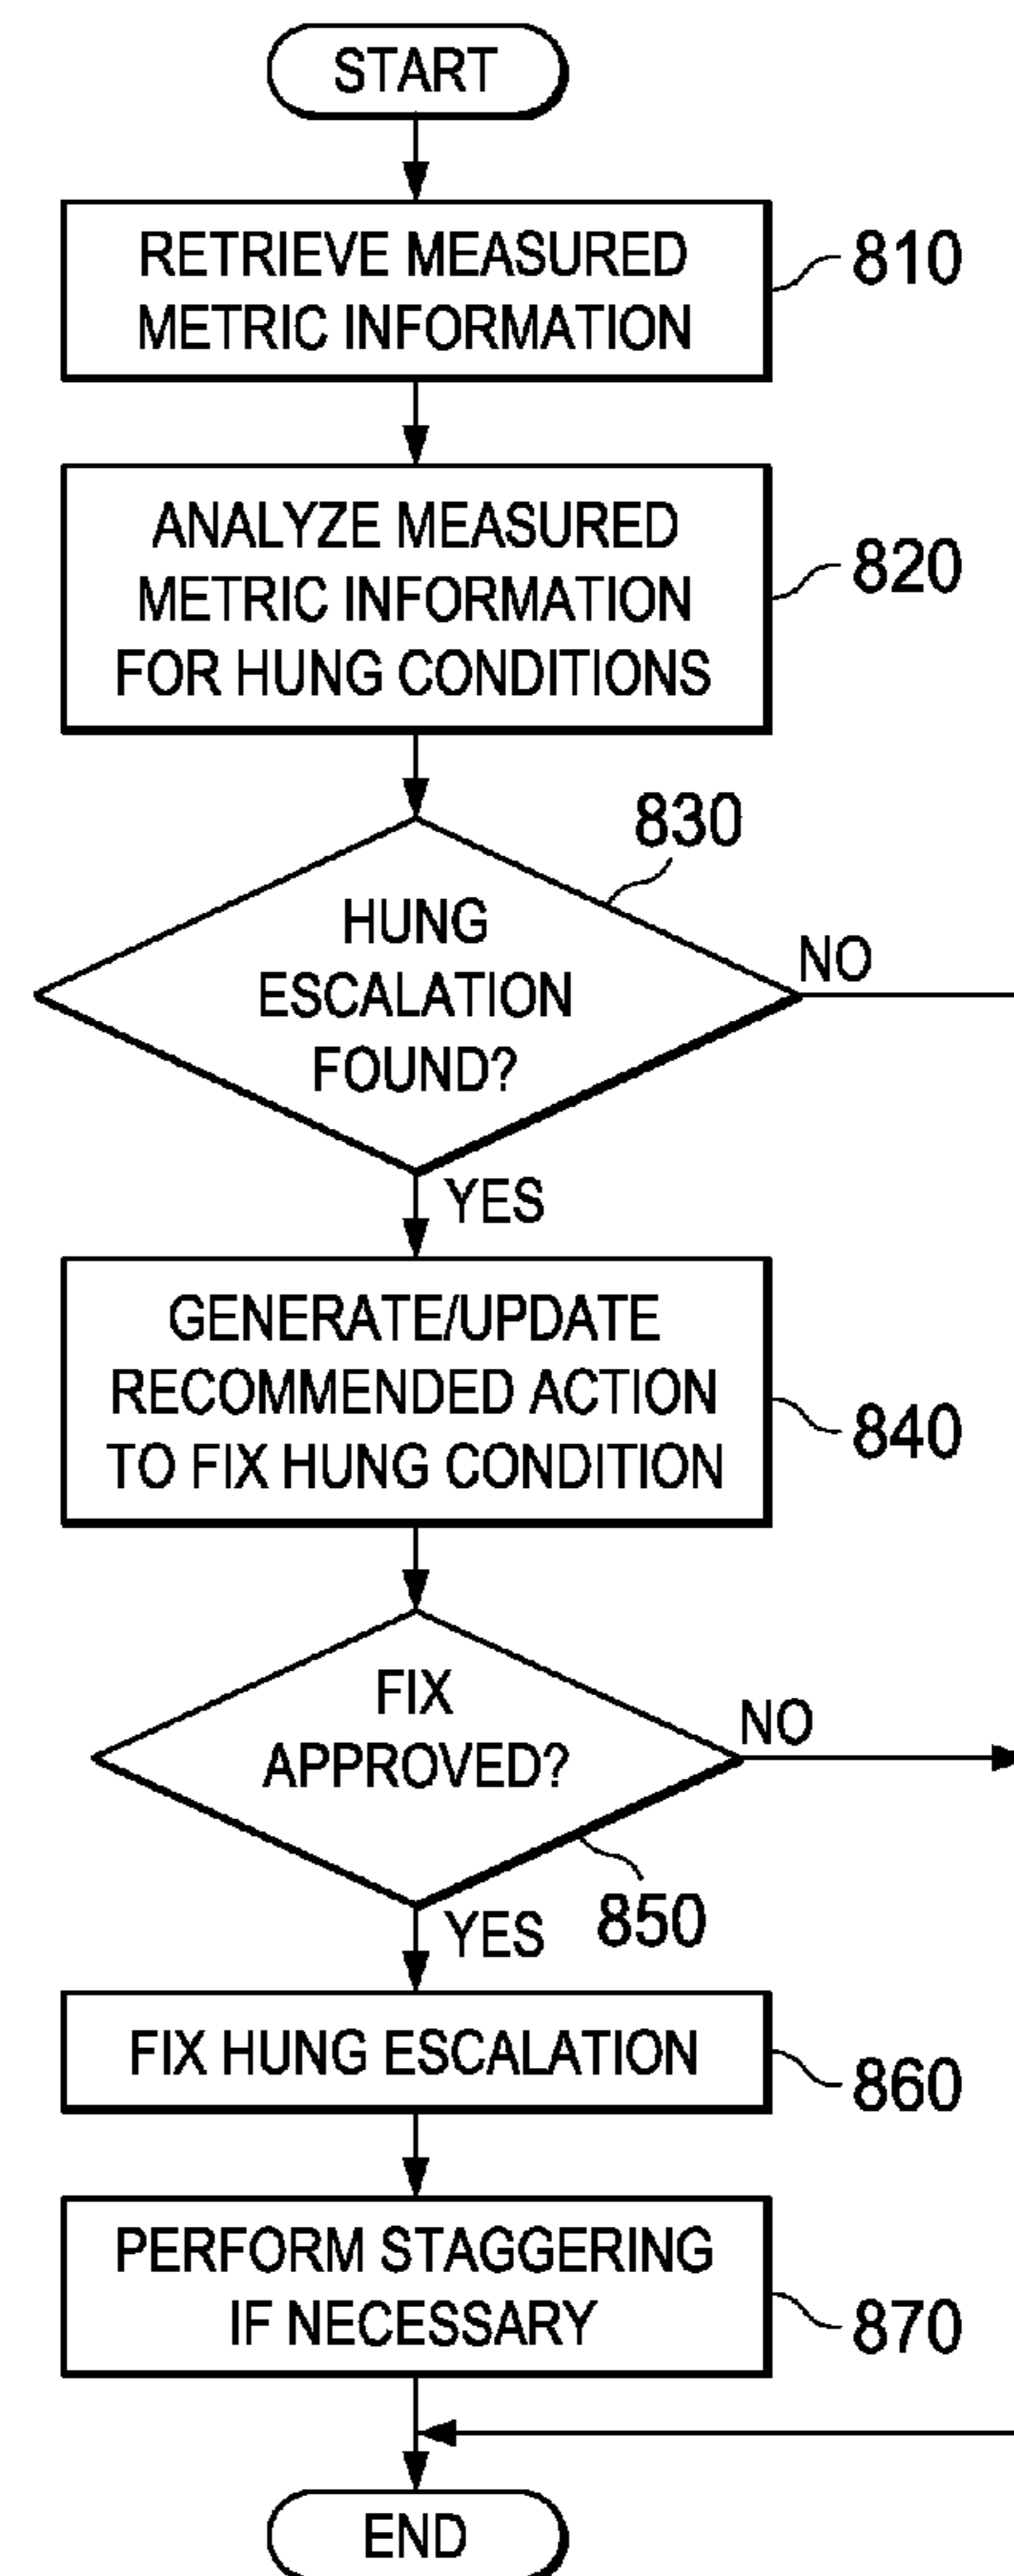 START
RETRIEVE MEASURED
METRIC INFORMATION
810
ANALYZE MEASURED
METRIC INFORMATION
FOR HUNG CONDITIONS
820
830
HUNG
ESCALATION
FOUND?
NO
YES
GENERATE/UPDATE
RECOMMENDED ACTION
TO FIX HUNG CONDITION
840
FIX
APPROVED?
NO
850
YES
FIX HUNG ESCALATION
860
PERFORM STAGGERING
IF NECESSARY
870
END